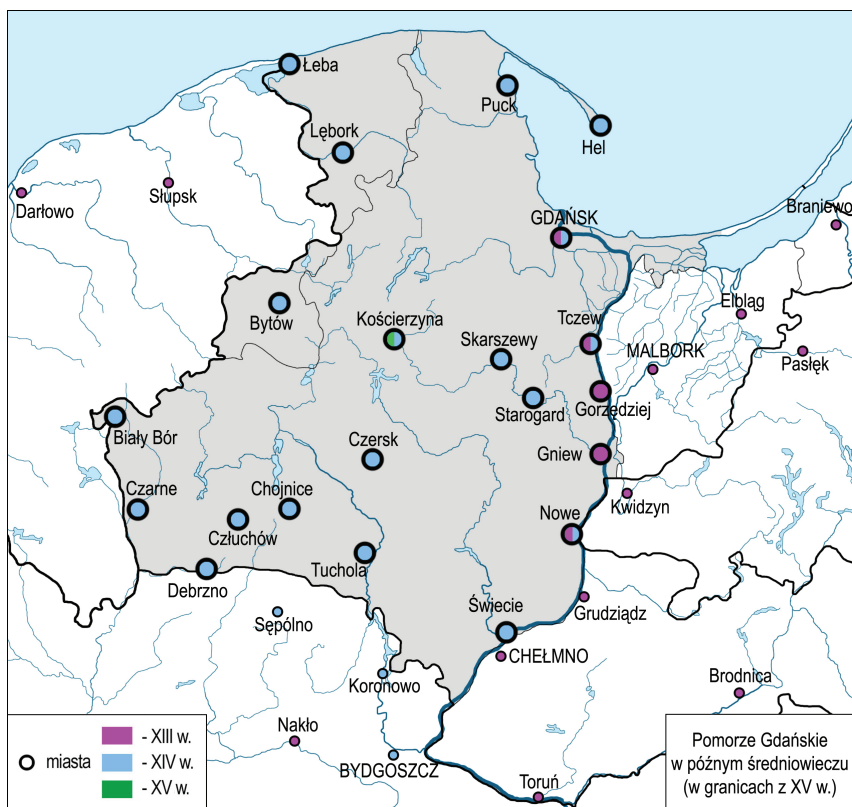 Łeba
Puck
Hel
Lębork
Słupsk
Darłowo
GDAŃSK
Braniewo
Bytów
Kościerzyna
Skarszewy
Tczew
Elbląg
MALBORK
Pasłęk
Starogard
Gorzędziej
Biały Bór
Czersk
Gniew
Czarne
Chojnice
Człuchów
Kwidzyn
Nowe
Tuchola
Debrzno
Świecie
Grudziądz
Sępólno
CHEŁMNO
Koronowo
Brodnica
Nakło
BYDGOSZCZ
Toruń
miasta
- XIII w.
- XIV w.
- XV w.
Pomorze Gdańskie
w późnym średniowieczu
(w granicach z XV w.)